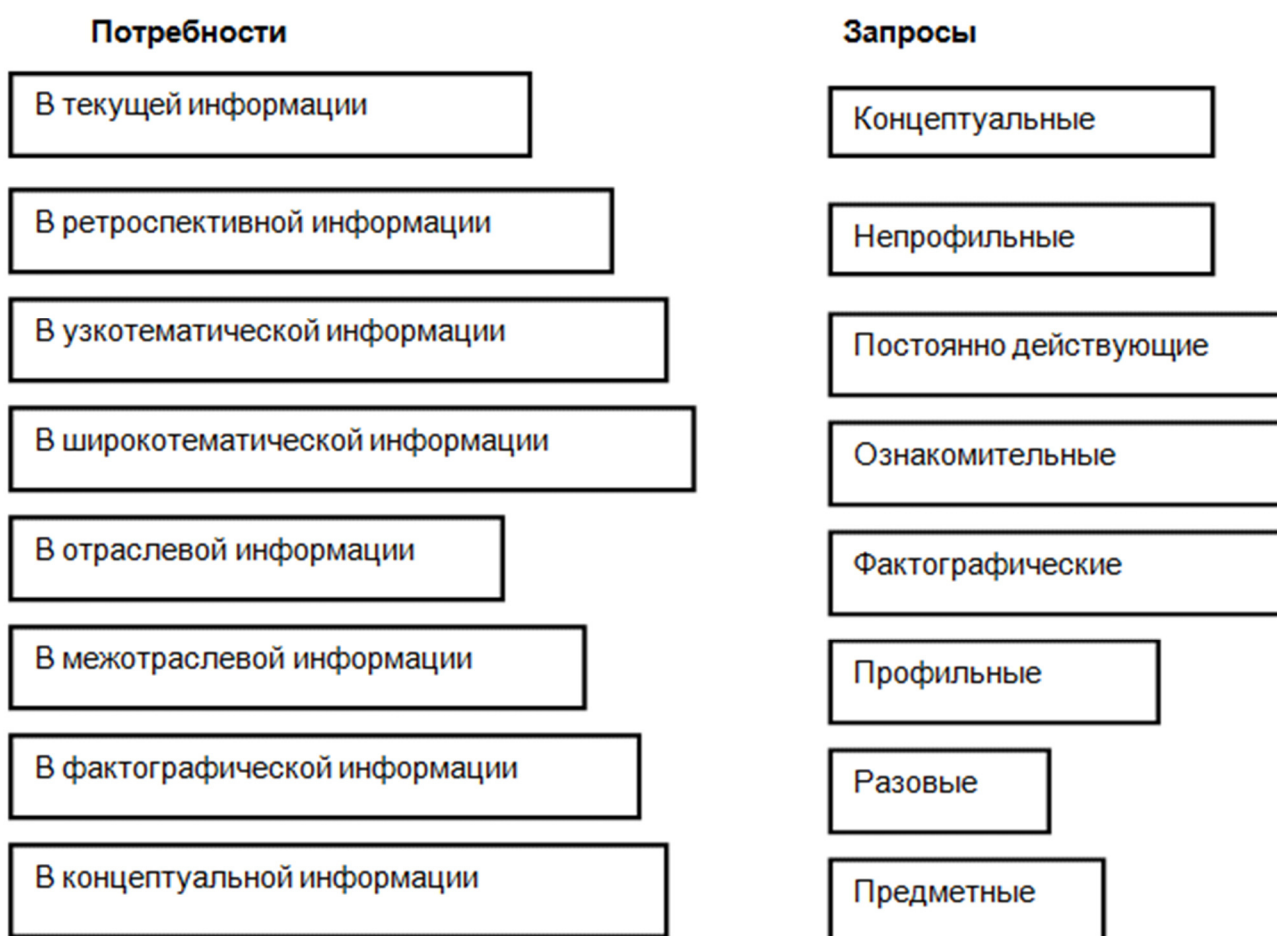 Потребности
Запросы
В текущей информации
Концептуальные
В ретроспективной информации
Непрофильные
В узкотематической информации
Постоянно действующие
В широкотематической информации
Ознакомительные
В отраслевой информации
Фактографические
В межотраслевой информации
Профильные
В фактографической информации
Разовые
В концептуальной информации
Предметные